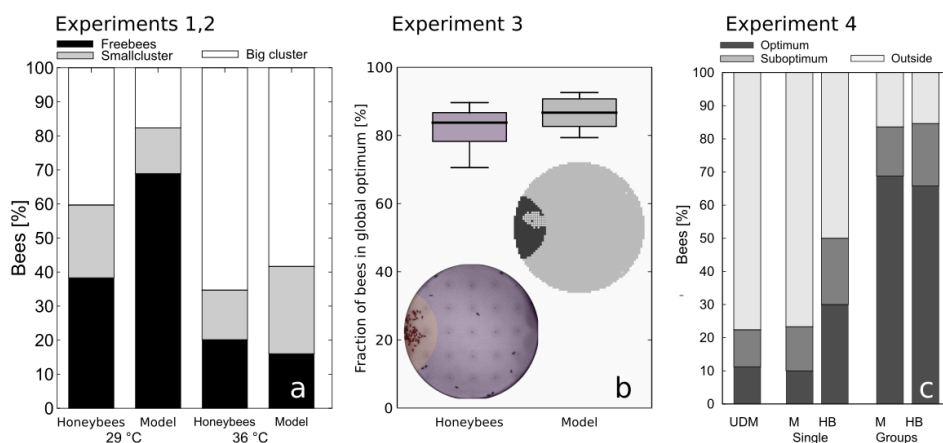 Experiments 1,2
Freebees
Smallcluster
Big cluster
Bees [%]
100
90
80
70
60
50
40
30
20
10
0
Honeybees Model Honeybees Model
29 °C 36 °C
a
Experiment 3
Fraction of bees in global optimum [%]
100
80
60
40
20
0
Honeybees Model
b
Experiment 4
Optimum
Suboptimum
Outside
Bees [%]
100
90
80
70
60
50
40
30
20
10
0
UDM M HB M HB
Single Groups
c